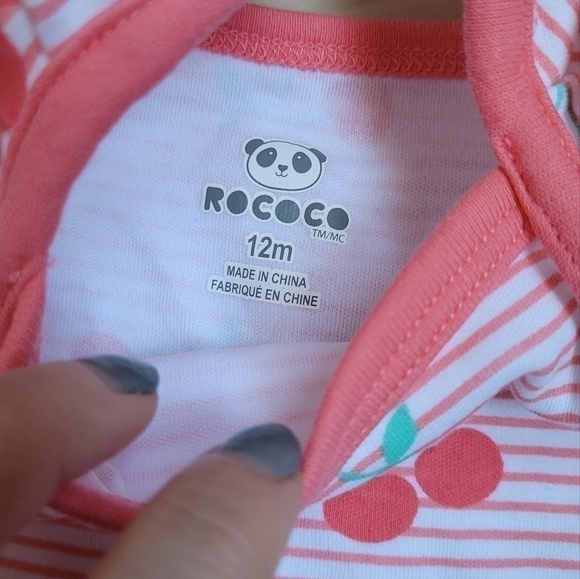 ROCOCO
TM/MC
12m
MADE IN CHINA
FABRIQUÉ EN CHINE